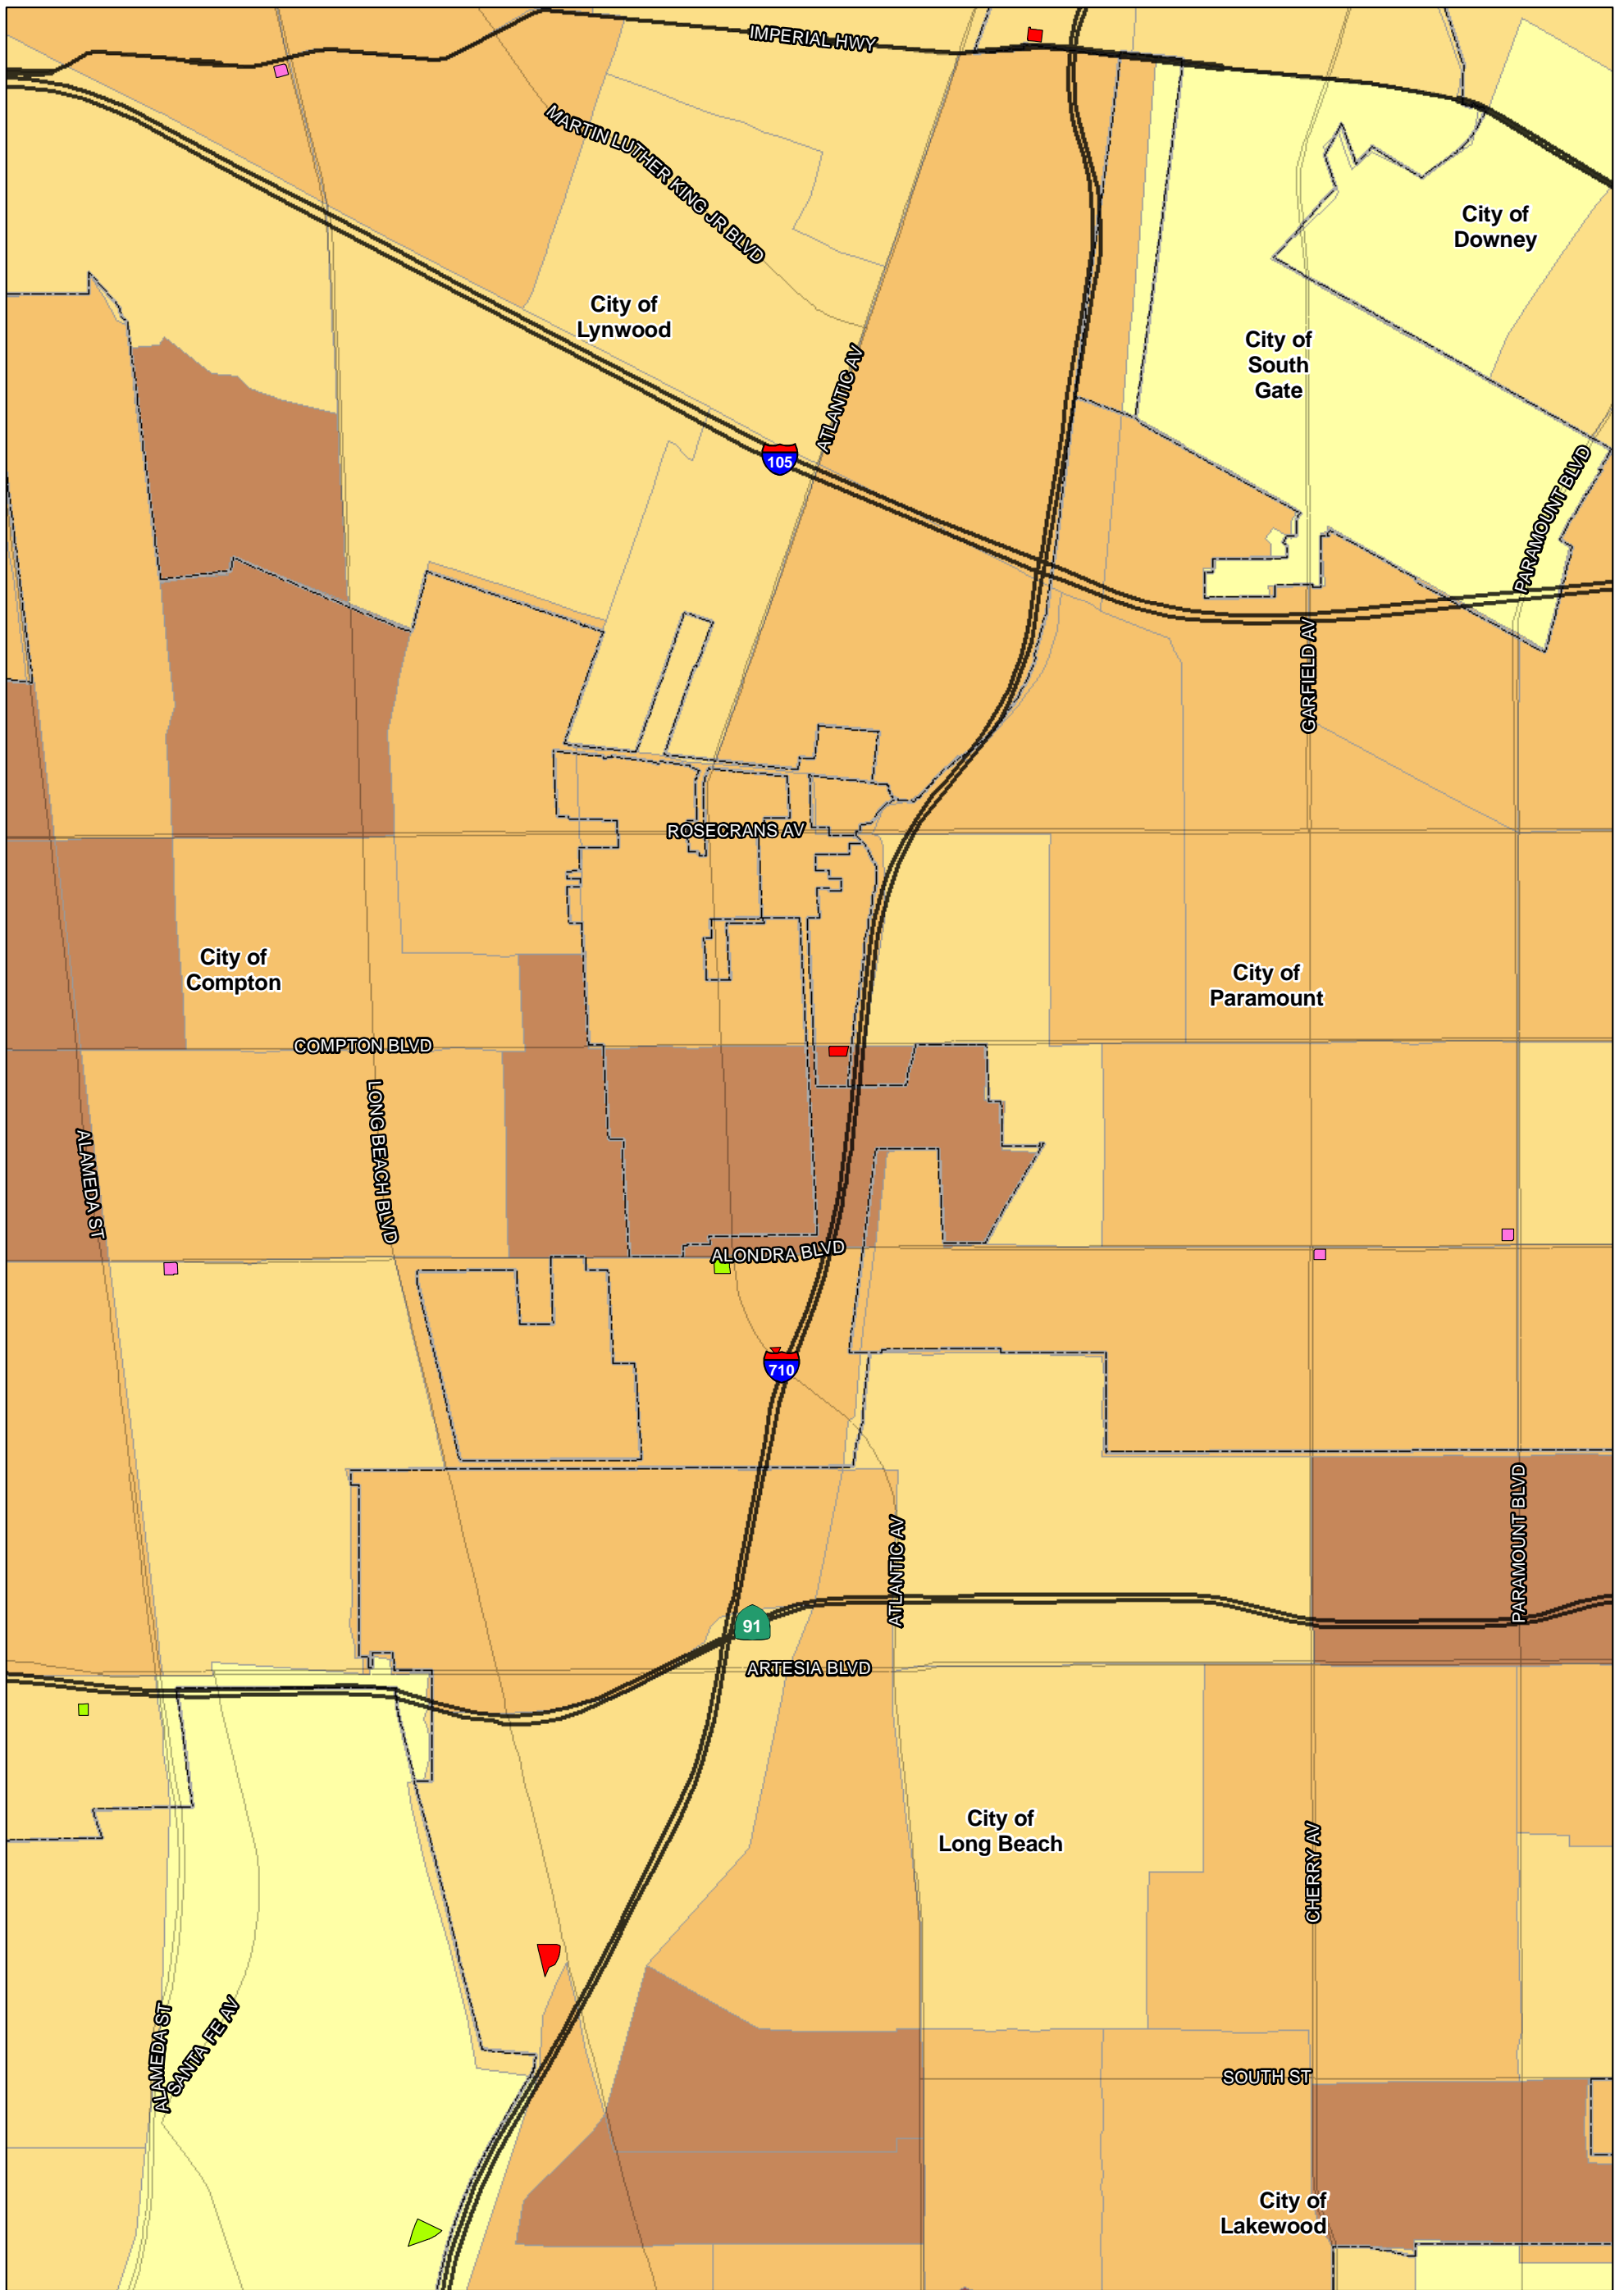 IMPERIAL HWY
MARTIN LUTHER KING JR BLVD
City of
Downey
City of
Lynwood
City of
South
Gate
ATLANTIC AV
105
PARAMOUNT BLVD
GARFIELD AV
ROSECRANS AV
City of
Compton
City of
Paramount
COMPTON BLVD
LONG BEACH BLVD
ALAMEDA ST
ALONDRA BLVD
710
PARAMOUNT BLVD
ATLANTIC AV
91
ARTESIA BLVD
City of
Long Beach
CHERRY AV
ALAMEDA ST
SANTA FE AV
SOUTH ST
City of
Lakewood